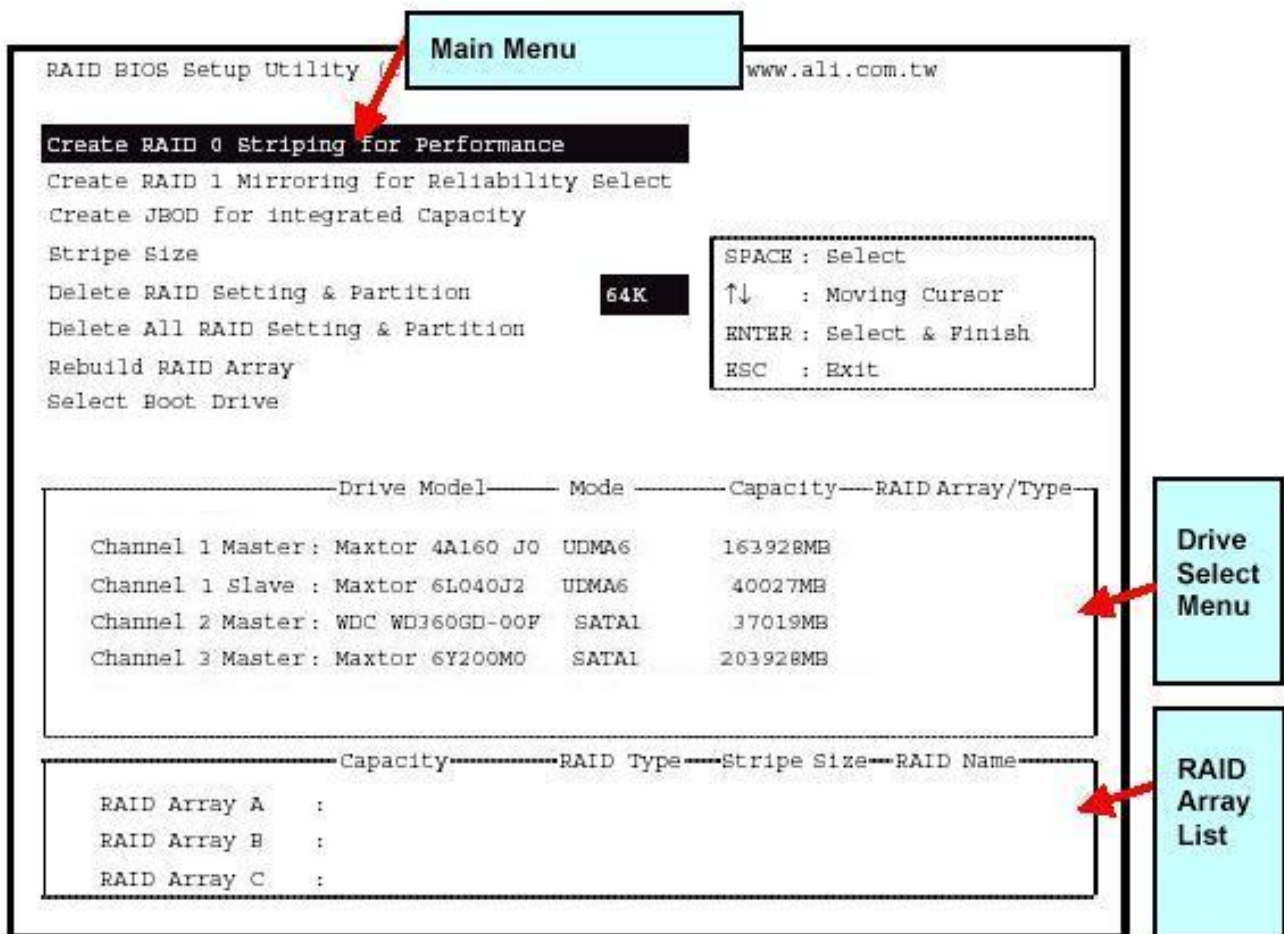 Main Menu
RAID BIOS Setup Utility ( www.ali.com.tw
Create RAID 0 Striping for Performance
Create RAID 1 Mirroring for Reliability Select
Create JBOD for integrated Capacity
Stripe Size
Delete RAID Setting & Partition 64K
Delete All RAID Setting & Partition
Rebuild RAID Array
Select Boot Drive
SPACE : Select
↑↓ : Moving Cursor
ENTER : Select & Finish
ESC : Exit
Drive Model Mode Capacity RAID Array/Type
Channel 1 Master : Maxtor 4A160 J0 UDMA6 163928MB
Channel 1 Slave : Maxtor 6L040J2 UDMA6 40027MB
Channel 2 Master : WDC WD360GD-00F SATA1 37019MB
Channel 3 Master : Maxtor 6Y200M0 SATA1 203928MB
Drive
Select
Menu
Capacity RAID Type Stripe Size RAID Name
RAID Array A :
RAID Array B :
RAID Array C :
RAID
Array
List